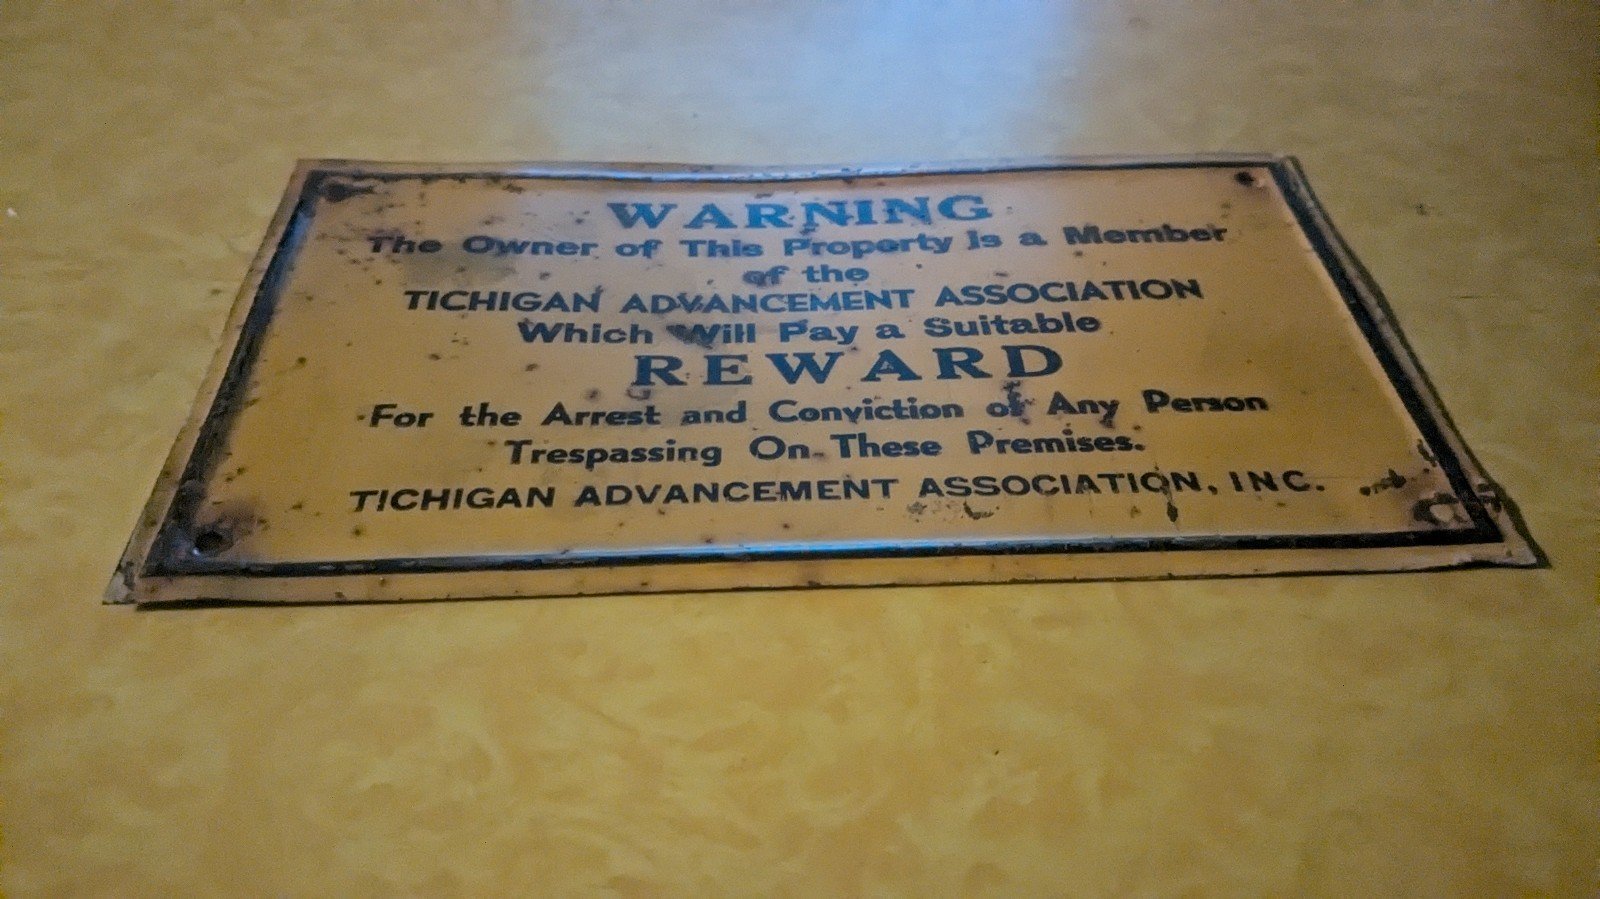 WARNING
The Owner of This Property is a Member
of the
TICHIGAN ADVANCEMENT ASSOCIATION
Which Will Pay a Suitable
REWARD
For the Arrest and Conviction of Any Person
Trespassing On These Premises.
TICHIGAN ADVANCEMENT ASSOCIATION, INC.